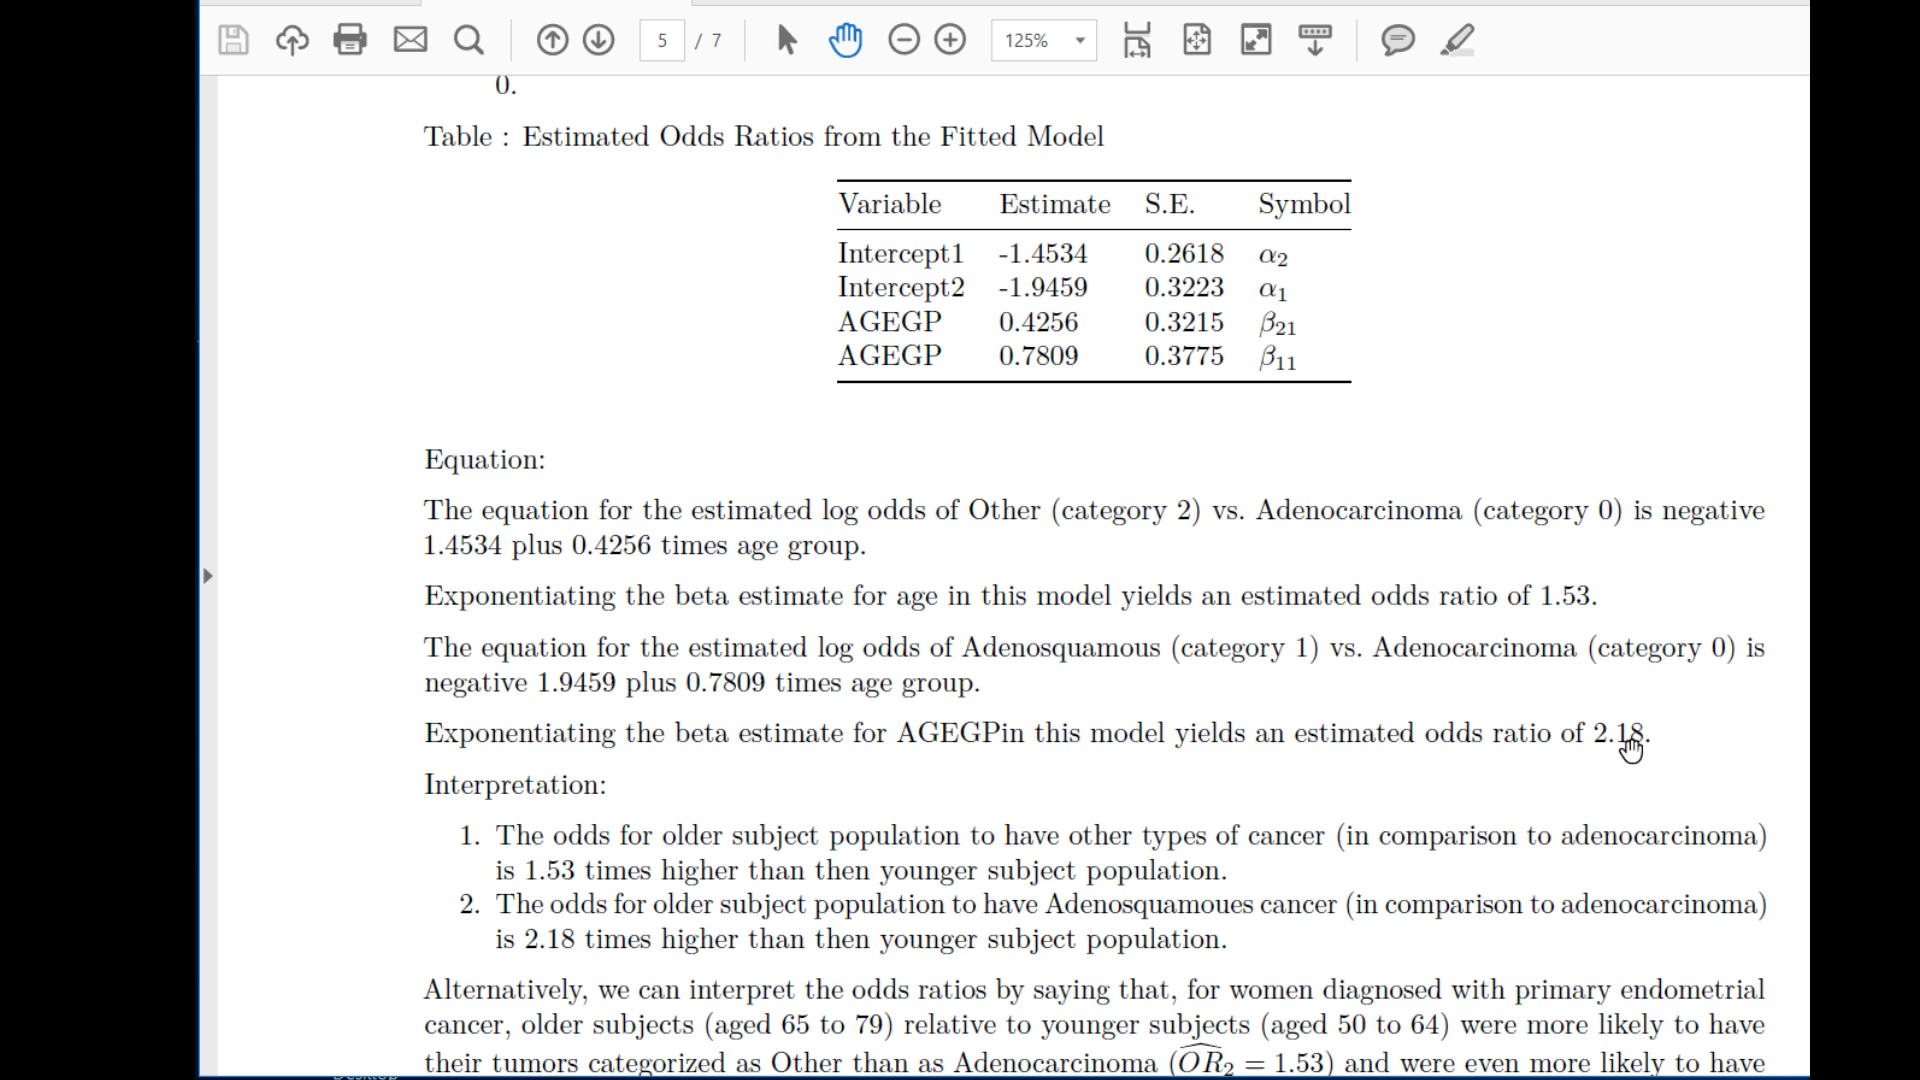 5 / 7 125%
0.
Table : Estimated Odds Ratios from the Fitted Model
Variable Estimate S.E. Symbol
Intercept1 -1.4534 0.2618 α2
Intercept2 -1.9459 0.3223 α1
AGEGP 0.4256 0.3215 β21
AGEGP 0.7809 0.3775 β11
Equation:
The equation for the estimated log odds of Other (category 2) vs. Adenocarcinoma (category 0) is negative
1.4534 plus 0.4256 times age group.
Exponentiating the beta estimate for age in this model yields an estimated odds ratio of 1.53.
The equation for the estimated log odds of Adenosquamous (category 1) vs. Adenocarcinoma (category 0) is
negative 1.9459 plus 0.7809 times age group.
Exponentiating the beta estimate for AGEGPin this model yields an estimated odds ratio of 2.18.
Interpretation:
1. The odds for older subject population to have other types of cancer (in comparison to adenocarcinoma)
is 1.53 times higher than then younger subject population.
2. The odds for older subject population to have Adenosquamoues cancer (in comparison to adenocarcinoma)
is 2.18 times higher than then younger subject population.
Alternatively, we can interpret the odds ratios by saying that, for women diagnosed with primary endometrial
cancer, older subjects (aged 65 to 79) relative to younger subjects (aged 50 to 64) were more likely to have
their tumors categorized as Other than as Adenocarcinoma (ÔR2 = 1.53) and were even more likely to have